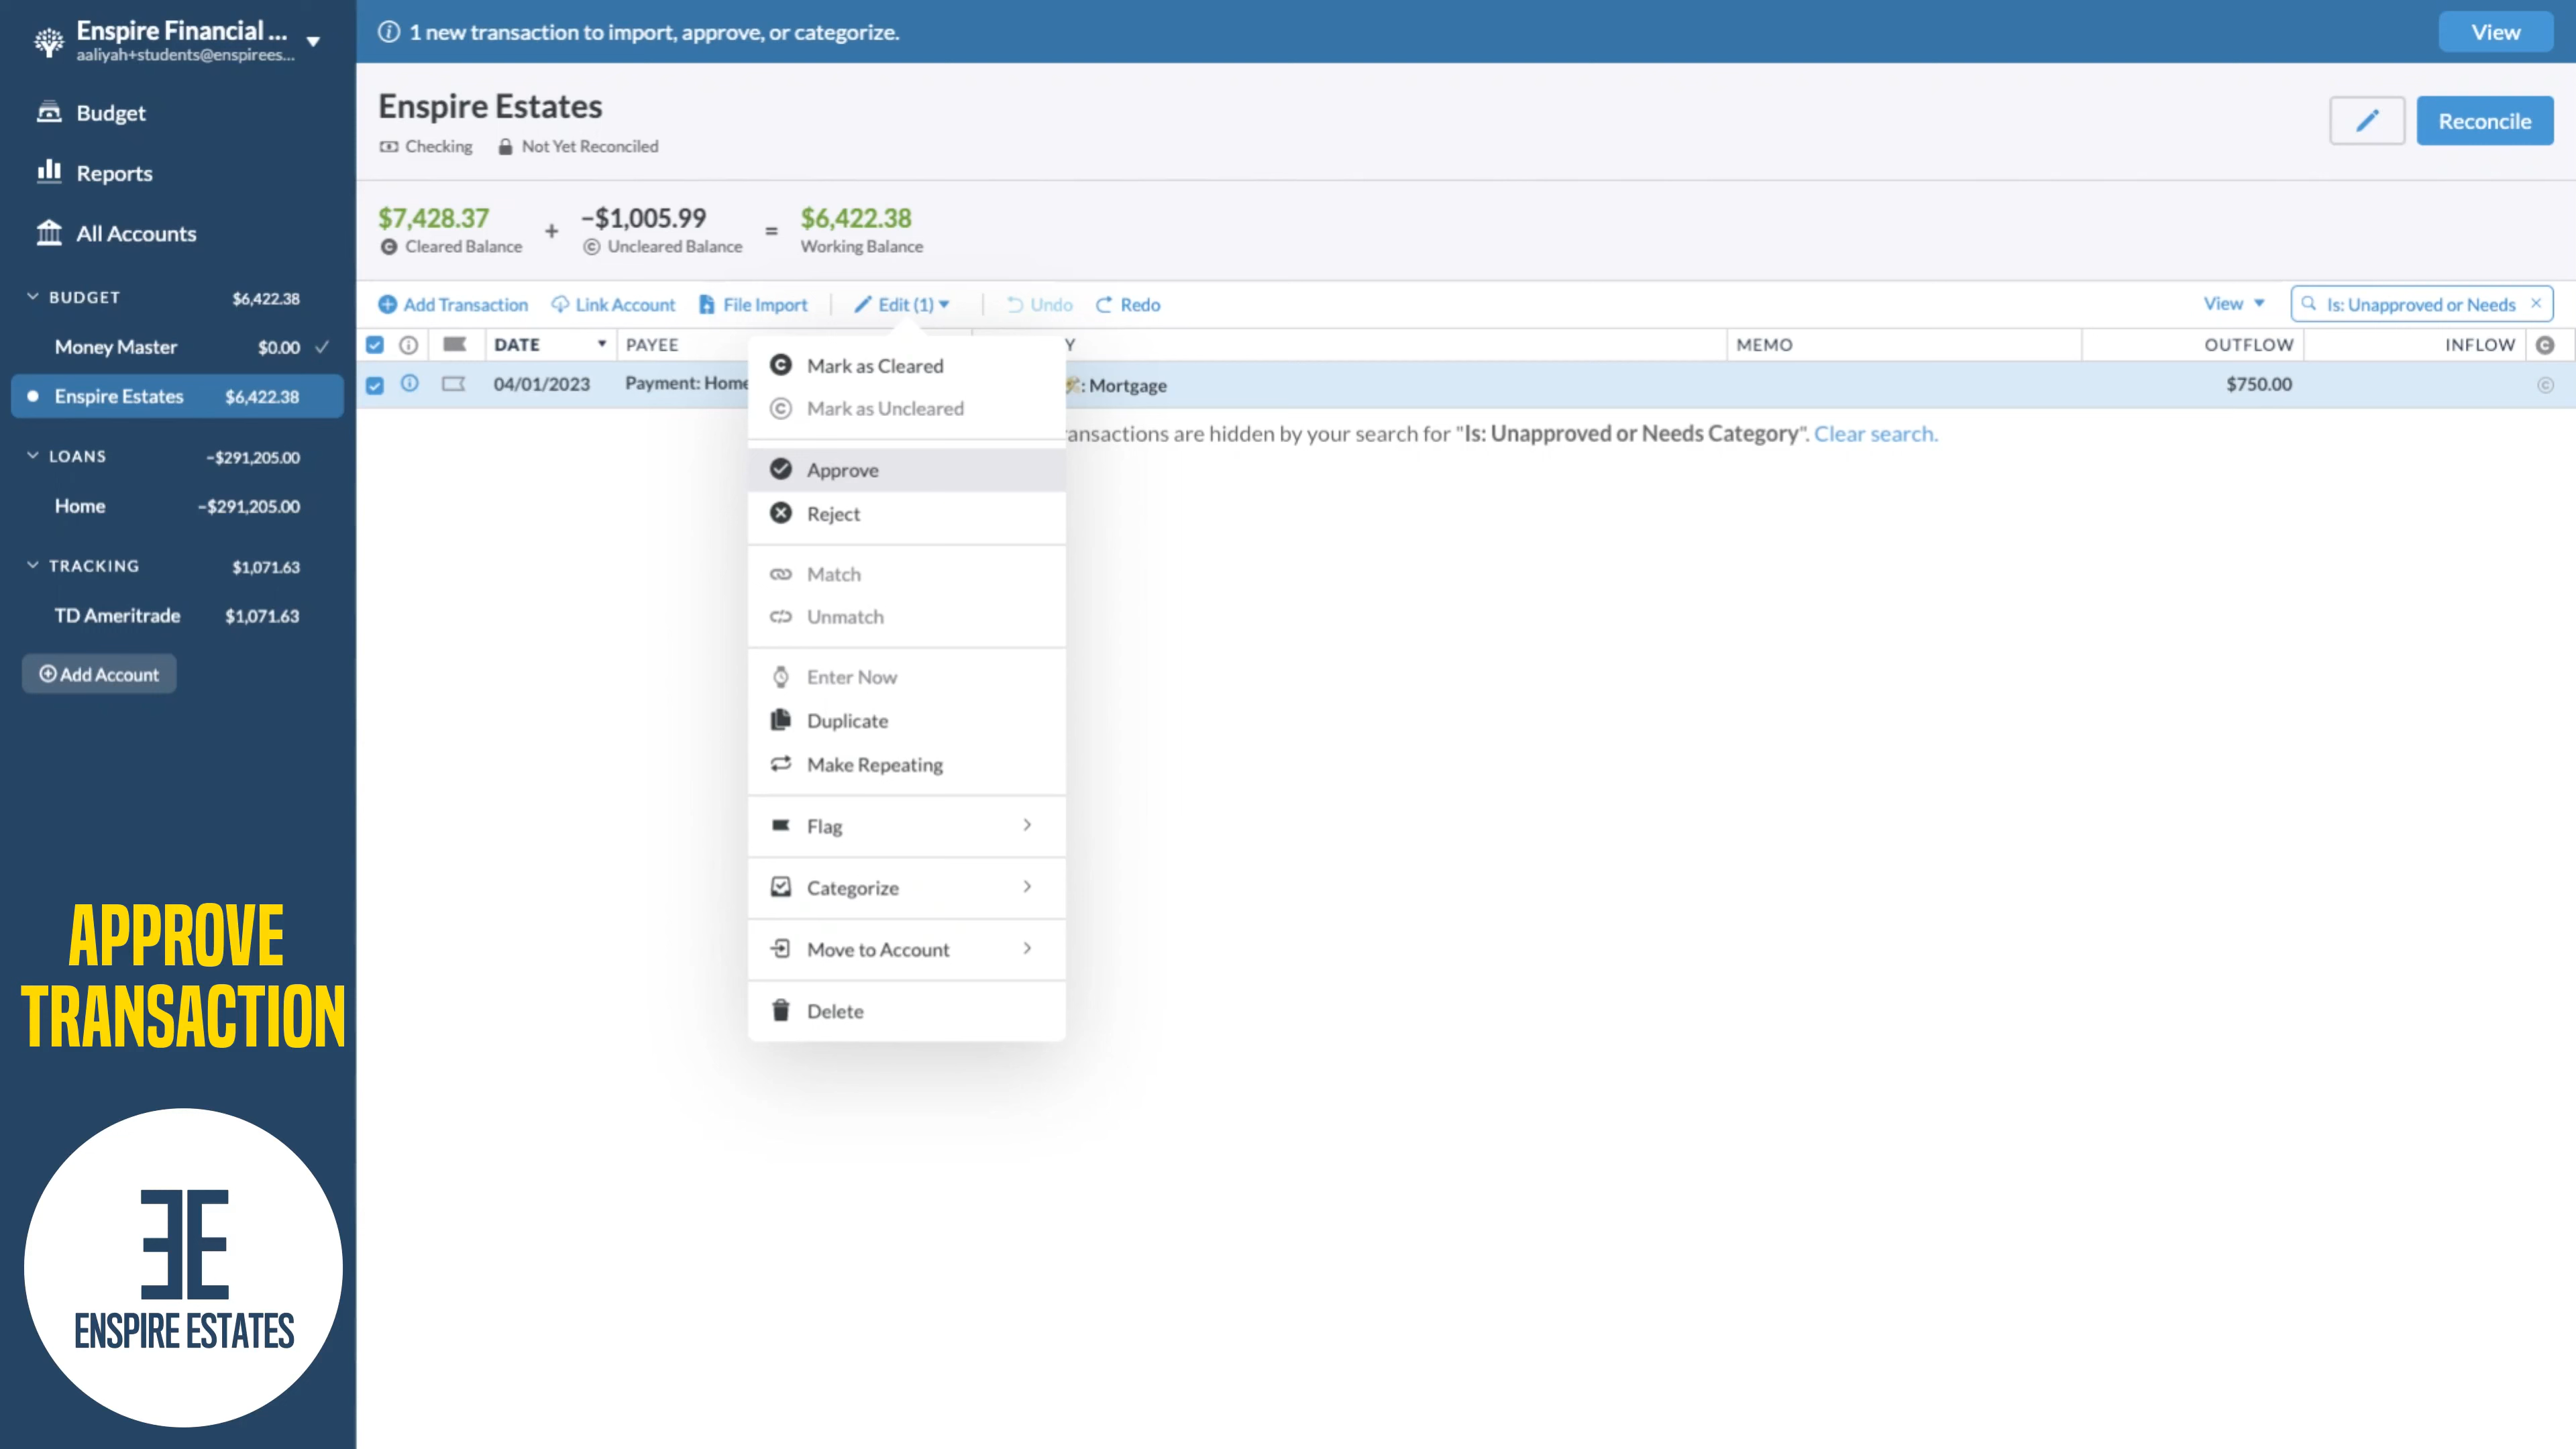 Enspire Financial ...
aaliyah+students@enspirees...
Budget
Reports
All Accounts
BUDGET $6,422.38
Money Master $0.00
Enspire Estates $6,422.38
LOANS -$291,205.00
Home -$291,205.00
TRACKING $1,071.63
TD Ameritrade $1,071.63
Add Account
APPROVE
TRANSACTION
ENSPIRE ESTATES
1 new transaction to import, approve, or categorize.
View
Enspire Estates
Checking Not Yet Reconciled
Reconcile
$7,428.37 + -$1,005.99 = $6,422.38
Cleared Balance Uncleared Balance Working Balance
Add Transaction Link Account File Import Edit (1) Undo Redo View Is: Unapproved or Needs
DATE PAYEE Y MEMO OUTFLOW INFLOW
04/01/2023 Payment: Home : Mortgage $750.00
ansactions are hidden by your search for "Is: Unapproved or Needs Category". Clear search.
Mark as Cleared
Mark as Uncleared
Approve
Reject
Match
Unmatch
Enter Now
Duplicate
Make Repeating
Flag
Categorize
Move to Account
Delete